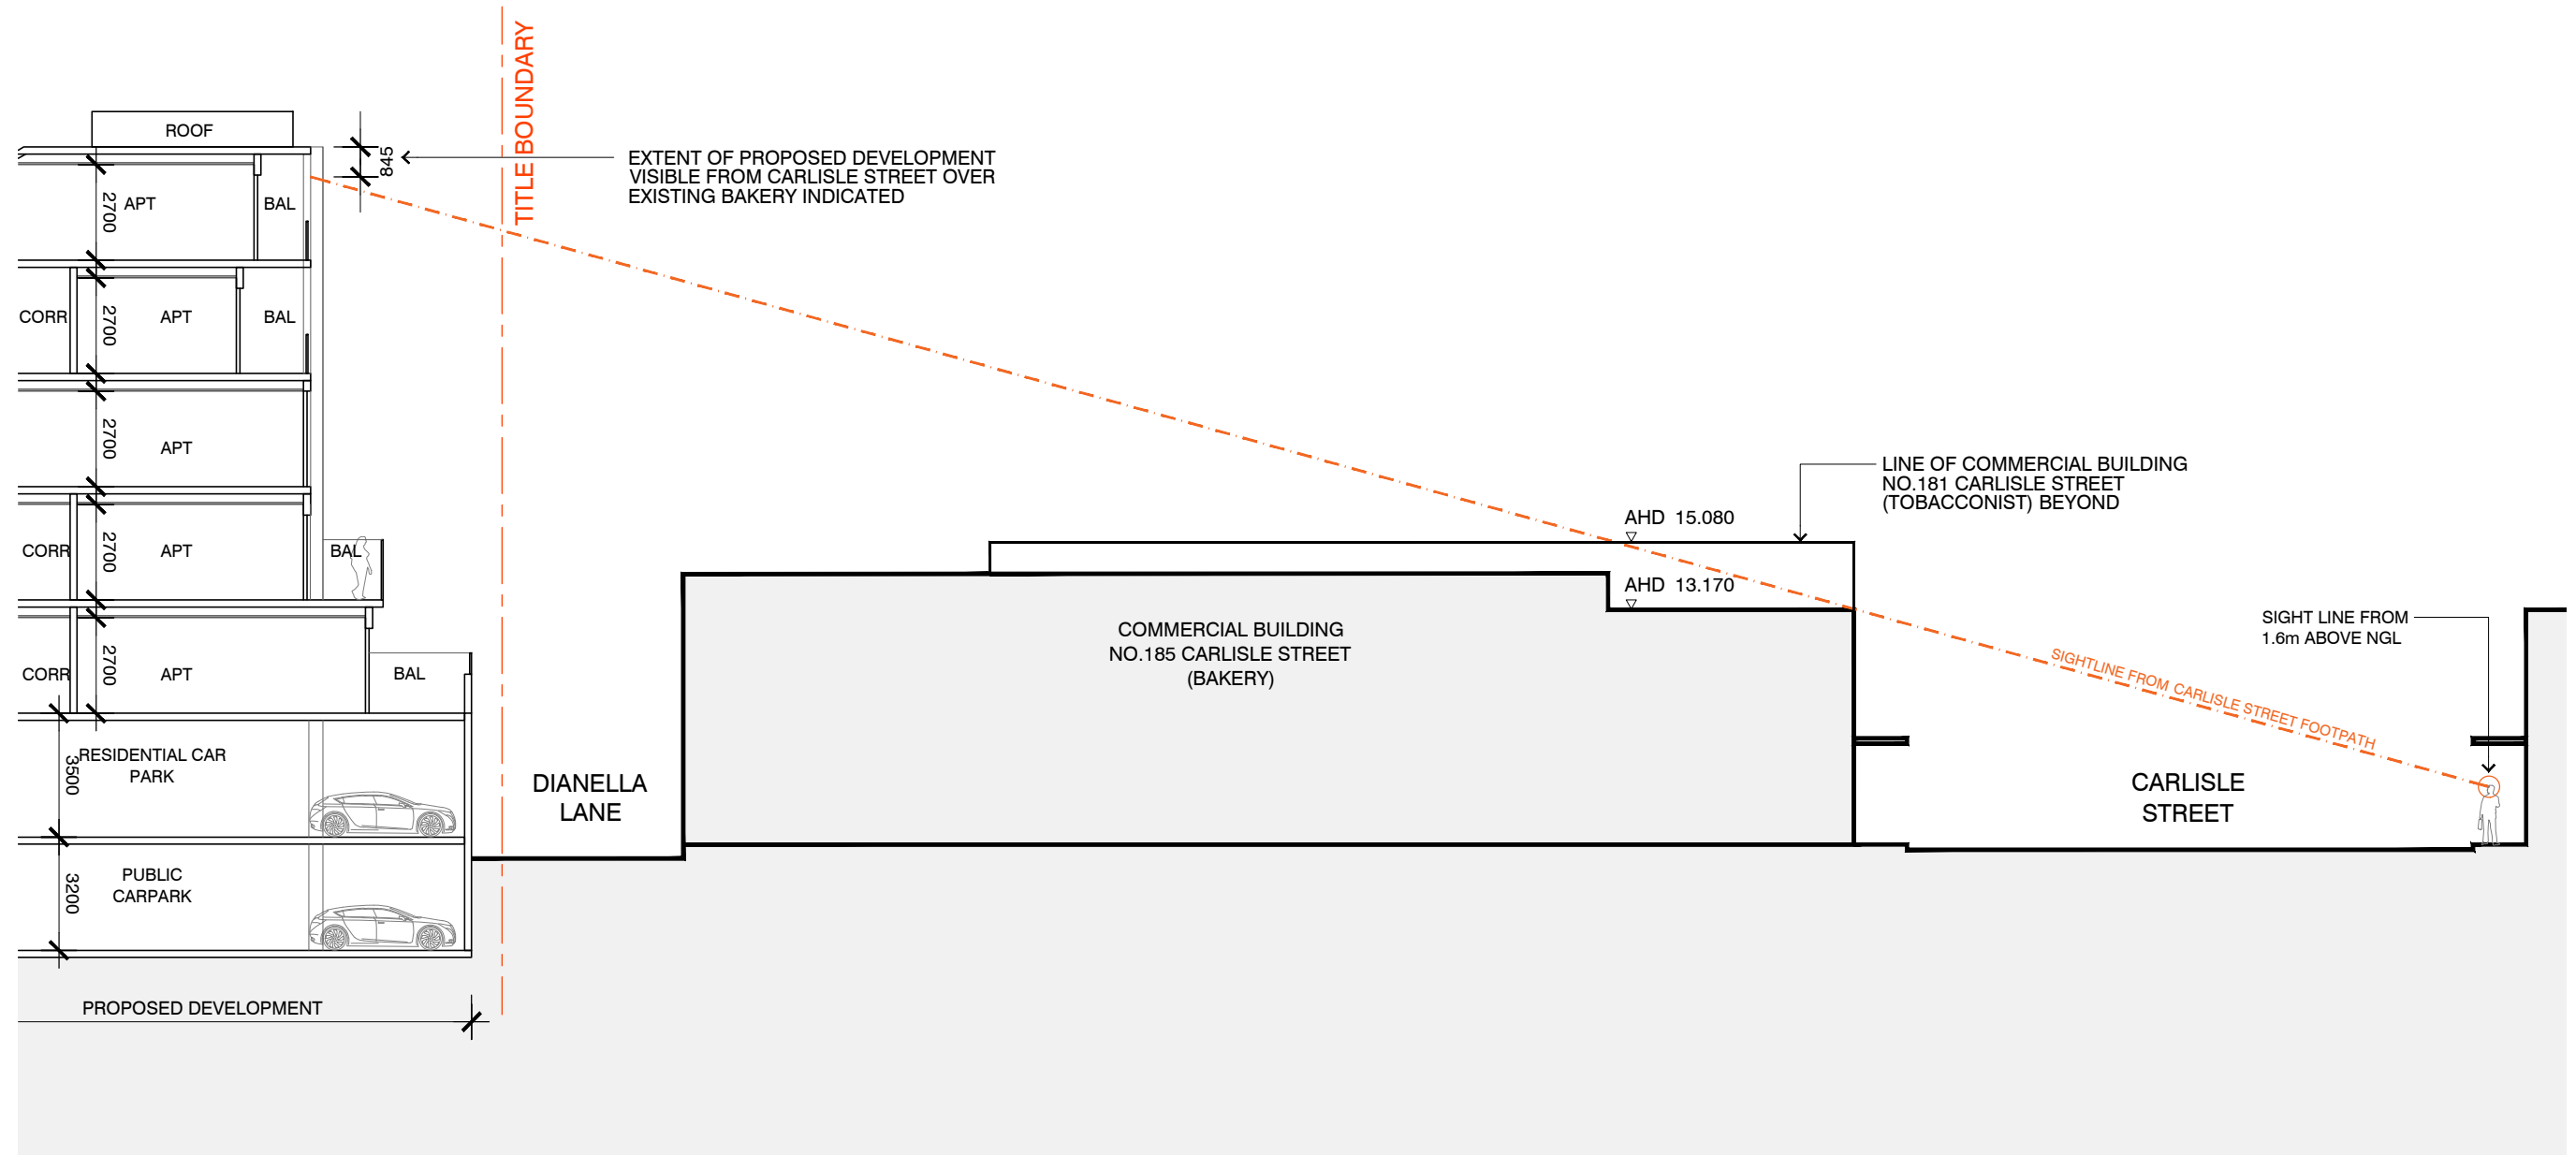 TITLE BOUNDARY
ROOF
845
EXTENT OF PROPOSED DEVELOPMENT
VISIBLE FROM CARLISLE STREET OVER
EXISTING BAKERY INDICATED
2700
APT
BAL
CORR
2700
APT
BAL
2700
APT
LINE OF COMMERCIAL BUILDING
NO.181 CARLISLE STREET
(TOBACCONIST) BEYOND
AHD 15.080
CORR
2700
APT
BAL
AHD 13.170
COMMERCIAL BUILDING
NO.185 CARLISLE STREET
(BAKERY)
SIGHT LINE FROM
1.6m ABOVE NGL
CORR
2700
APT
BAL
SIGHTLINE FROM CARLISLE STREET FOOTPATH
3500
RESIDENTIAL CAR
PARK
DIANELLA
LANE
CARLISLE
STREET
3200
PUBLIC
CARPARK
PROPOSED DEVELOPMENT